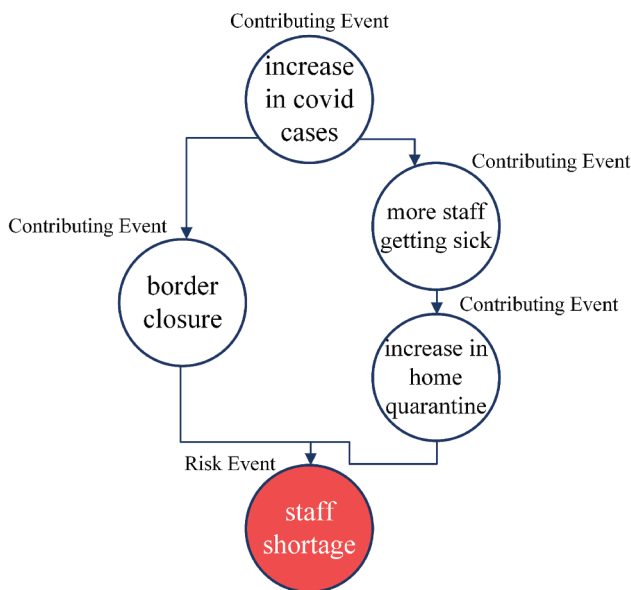 Contributing Event
increase
in covid
cases
Contributing Event
more staff
getting sick
Contributing Event
border
closure
Contributing Event
increase in
home
quarantine
Risk Event
staff
shortage